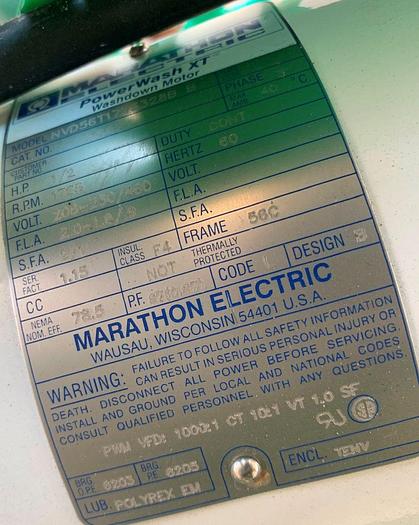 MARATHON
ELECTRIC
PowerWash XT
Washdown Motor
MODEL
PHASE
CAT. NO.
DUTY CONT
MAX AMB 40 °C
H.P. 1/2
HERTZ 60
R.P.M.
VOLT.
VOLT. 208-230/460
F.L.A.
F.L.A.
S.F.A.
S.F.A.
FRAME 56C
SER. FACT 1.15
INSUL. CLASS F4
THERMALLY PROTECTED NOT
CC
CODE
DESIGN B
NEMA NOM. EFF. 78.5
P.F.
MARATHON ELECTRIC
WAUSAU, WISCONSIN 54401 U.S.A.
WARNING: FAILURE TO FOLLOW ALL SAFETY INFORMATION
CAN RESULT IN SERIOUS PERSONAL INJURY OR
DEATH. DISCONNECT ALL POWER BEFORE SERVICING.
INSTALL AND GROUND PER LOCAL AND NATIONAL CODES.
CONSULT QUALIFIED PERSONNEL WITH ANY QUESTIONS
PWM VFD: 1000:1 CT 10:1 VT 1.0 SF
BRG OPE 6203
BRG PE 6205
ENCL. TENV
LUB. POLYREX EM